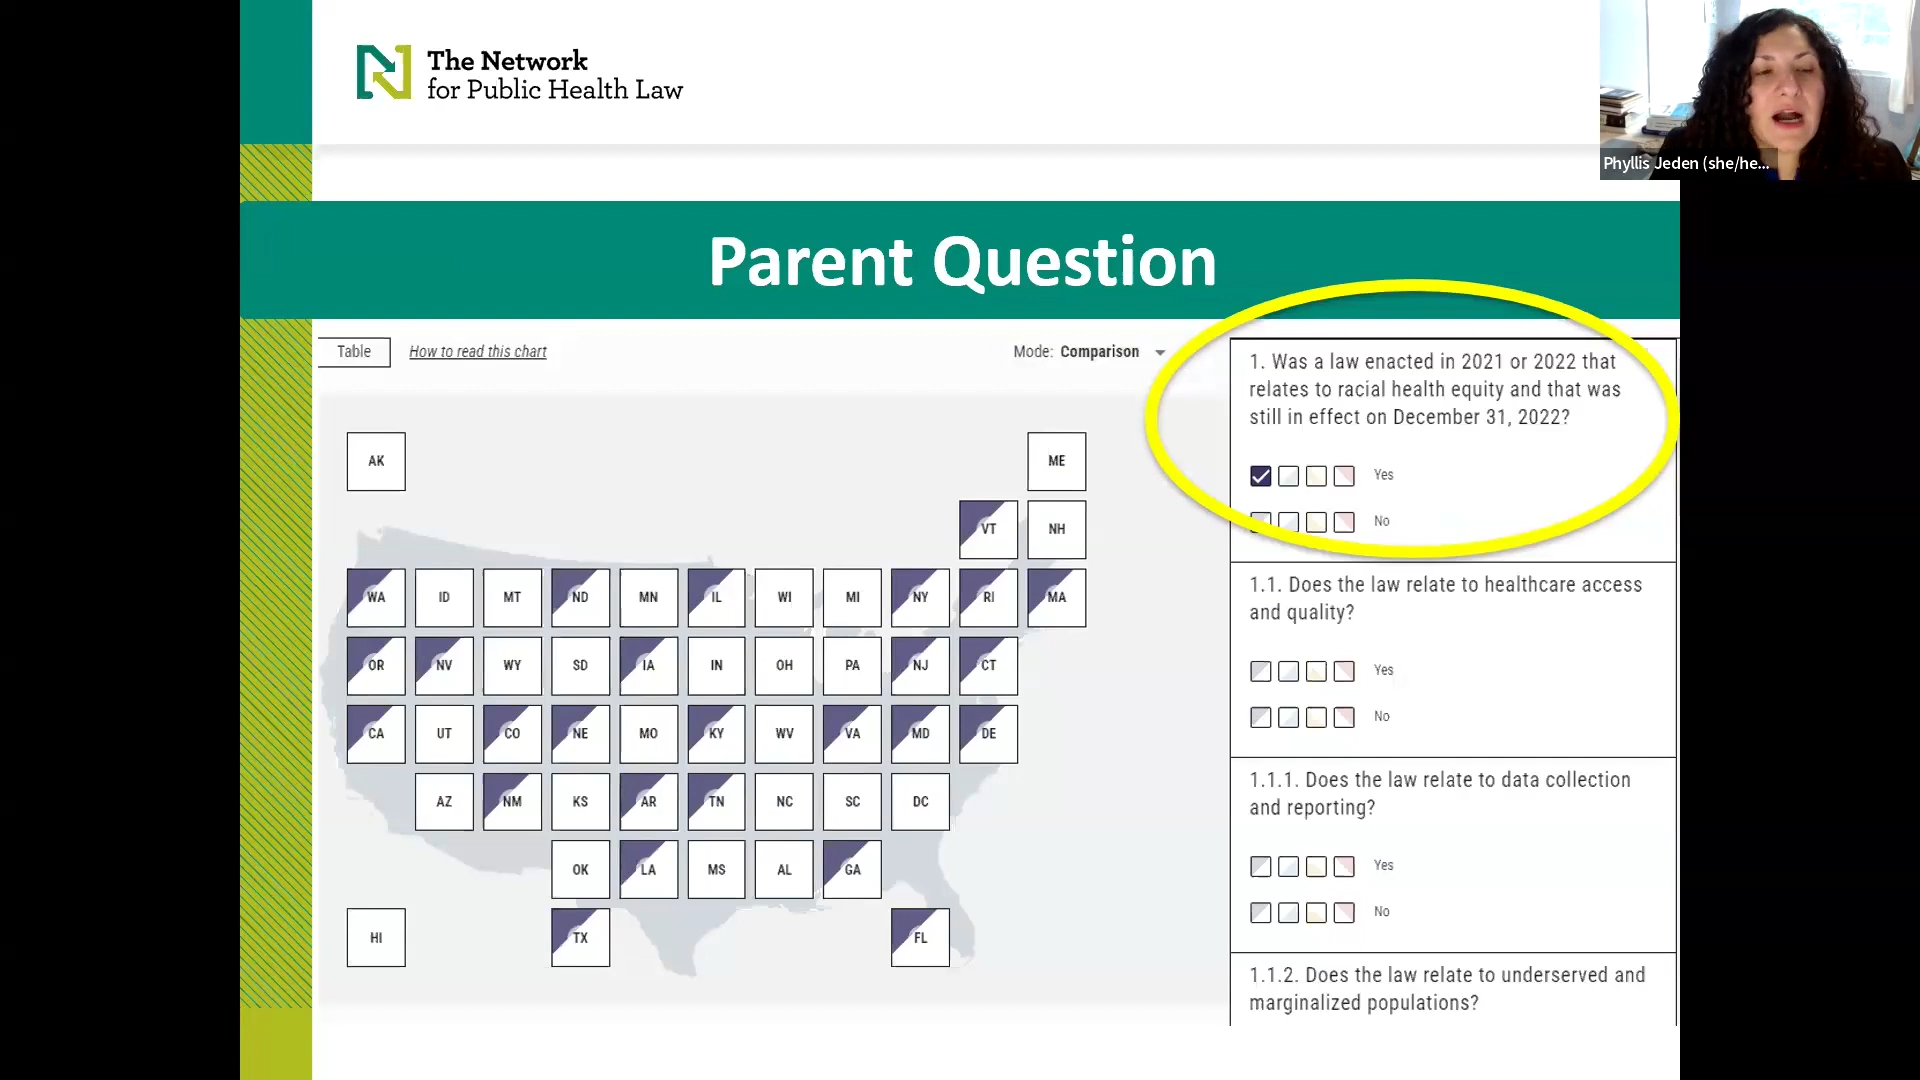 The Network
for Public Health Law
Phyllis Jeden (she/he...
Parent Question
Table
How to read this chart
Mode: Comparison
AK
ME
VT
NH
WA
ID
MT
ND
MN
IL
WI
MI
NY
RI
MA
OR
NV
WY
SD
IA
IN
OH
PA
NJ
CT
CA
UT
CO
NE
MO
KY
WV
VA
MD
DE
AZ
NM
KS
AR
TN
NC
SC
DC
OK
LA
MS
AL
GA
HI
TX
FL
1. Was a law enacted in 2021 or 2022 that
relates to racial health equity and that was
still in effect on December 31, 2022?
Yes
No
1.1. Does the law relate to healthcare access
and quality?
Yes
No
1.1.1. Does the law relate to data collection
and reporting?
Yes
No
1.1.2. Does the law relate to underserved and
marginalized populations?